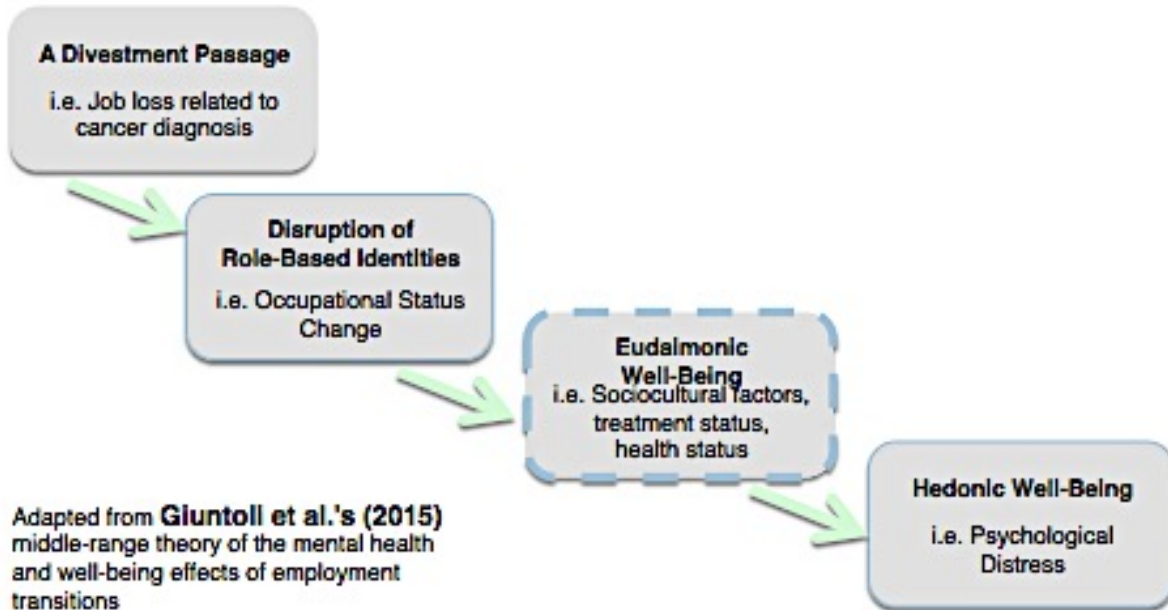 A Divestment Passage
i.e. Job loss related to
cancer diagnosis
Disruption of
Role-Based Identities
i.e. Occupational Status
Change
Eudaimonic
Well-Being
i.e. Sociocultural factors,
treatment status,
health status
Hedonic Well-Being
i.e. Psychological
Distress
Adapted from Giuntoli et al.'s (2015)
middle-range theory of the mental health
and well-being effects of employment
transitions